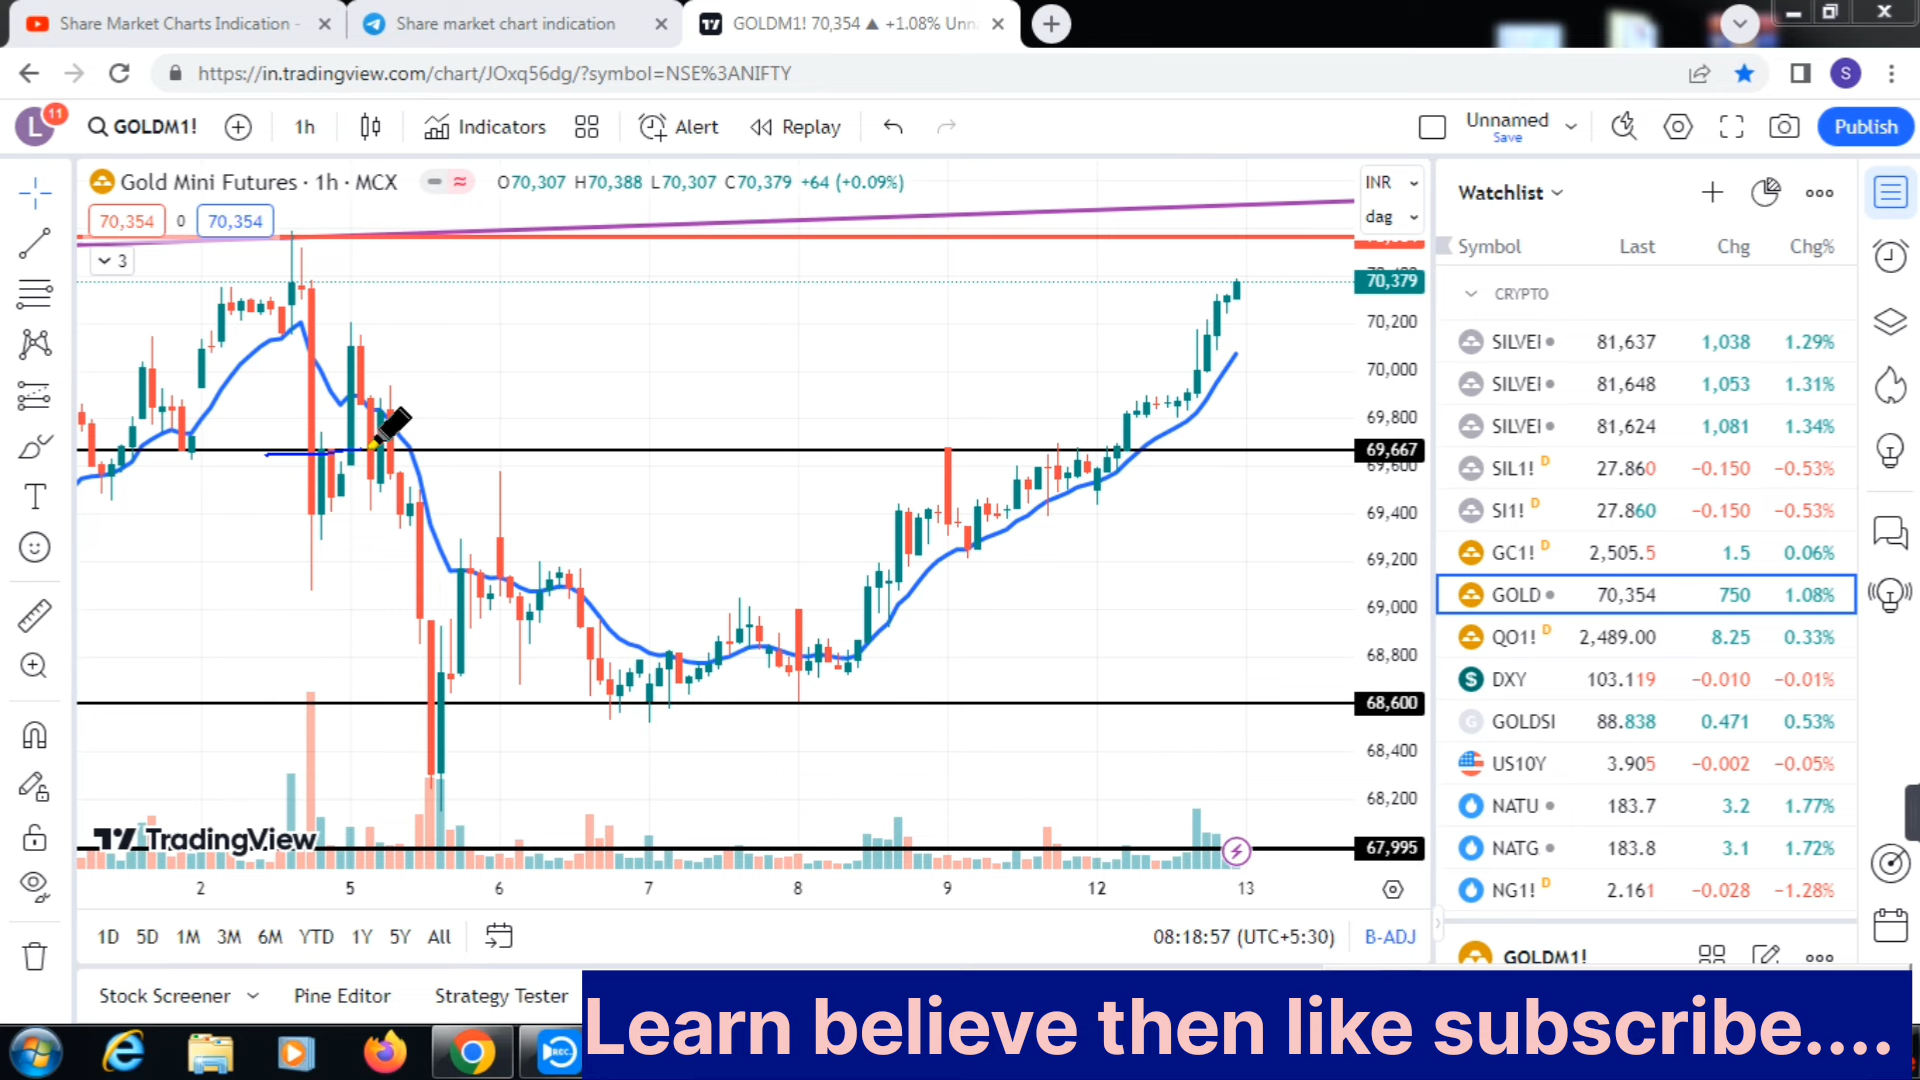 Share Market Charts Indication -
Share market chart indication
GOLDM1! 70,354 ▲ +1.08% Unn
https://in.tradingview.com/chart/JOxq56dg/?symbol=NSE%3ANIFTY
S
L
11
GOLDM1!
1h
Indicators
Alert
Replay
Unnamed
Save
Publish
Gold Mini Futures · 1h · MCX
O70,307 H70,388 L70,307 C70,379 +64 (+0.09%)
70,354
0
70,354
3
INR
dag
70,379
70,200
70,000
69,800
69,667
69,600
69,400
69,200
69,000
68,800
68,600
68,400
68,200
67,995
TradingView
2
5
6
7
8
9
12
13
1D 5D 1M 3M 6M YTD 1Y 5Y All
08:18:57 (UTC+5:30)
B-ADJ
Stock Screener
Pine Editor
Strategy Tester
Watchlist
Symbol Last Chg Chg%
CRYPTO
SILVEI 81,637 1,038 1.29%
SILVEI 81,648 1,053 1.31%
SILVEI 81,624 1,081 1.34%
SIL1! D 27.860 −0.150 −0.53%
SI1! D 27.860 −0.150 −0.53%
GC1! D 2,505.5 1.5 0.06%
GOLD 70,354 750 1.08%
QO1! D 2,489.00 8.25 0.33%
DXY 103.119 −0.010 −0.01%
GOLDSI 88.838 0.471 0.53%
US10Y 3.905 −0.002 −0.05%
NATU 183.7 3.2 1.77%
NATG 183.8 3.1 1.72%
NG1! D 2.161 −0.028 −1.28%
GOLDM1!
REC
Learn believe then like subscribe....